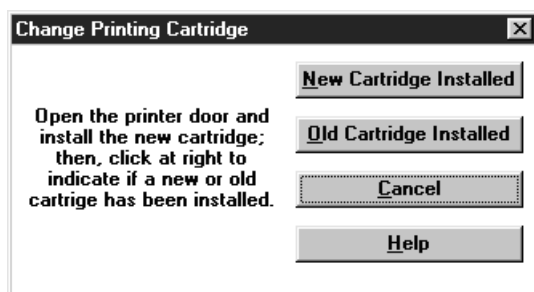 Change Printing Cartridge
New Cartridge Installed
Open the printer door and
install the new cartridge;
then, click at right to
indicate if a new or old
cartrige has been installed.
Old Cartridge Installed
Cancel
Help